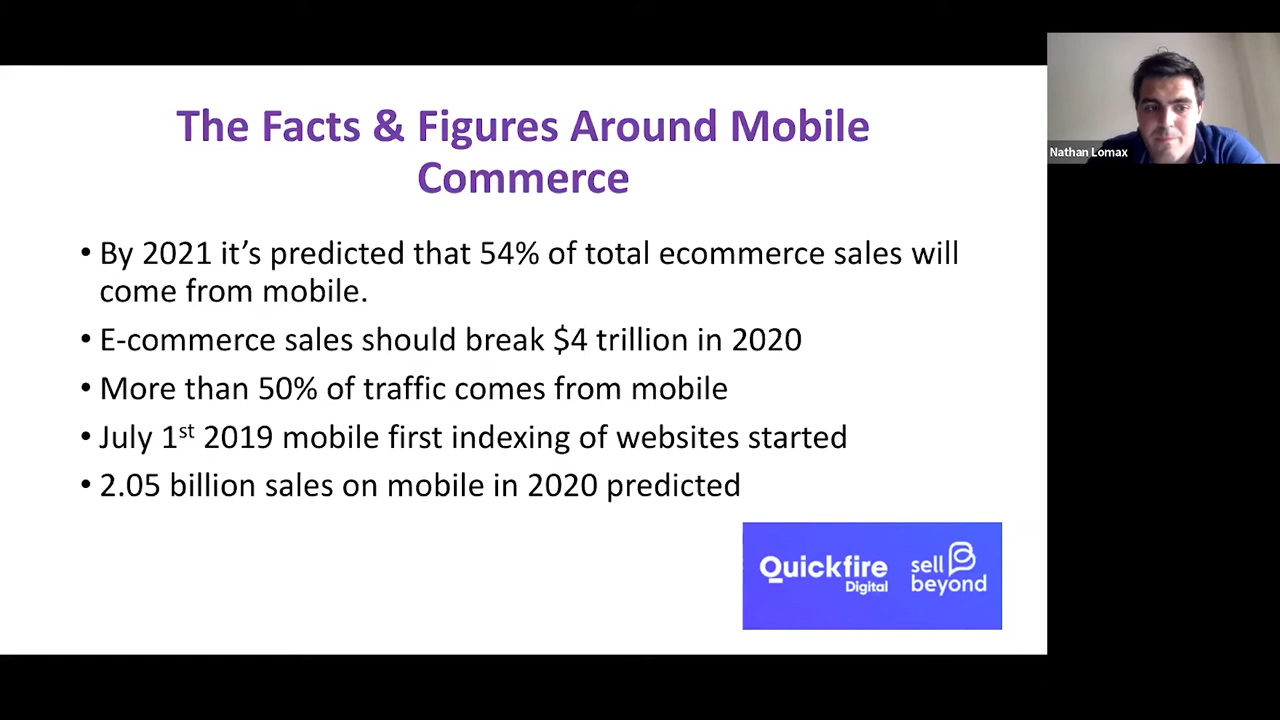 The Facts & Figures Around Mobile
Commerce
• By 2021 it’s predicted that 54% of total ecommerce sales will
come from mobile.
• E-commerce sales should break $4 trillion in 2020
• More than 50% of traffic comes from mobile
• July 1st 2019 mobile first indexing of websites started
• 2.05 billion sales on mobile in 2020 predicted
Quickfire
Digital
sell
beyond
Nathan Lomax